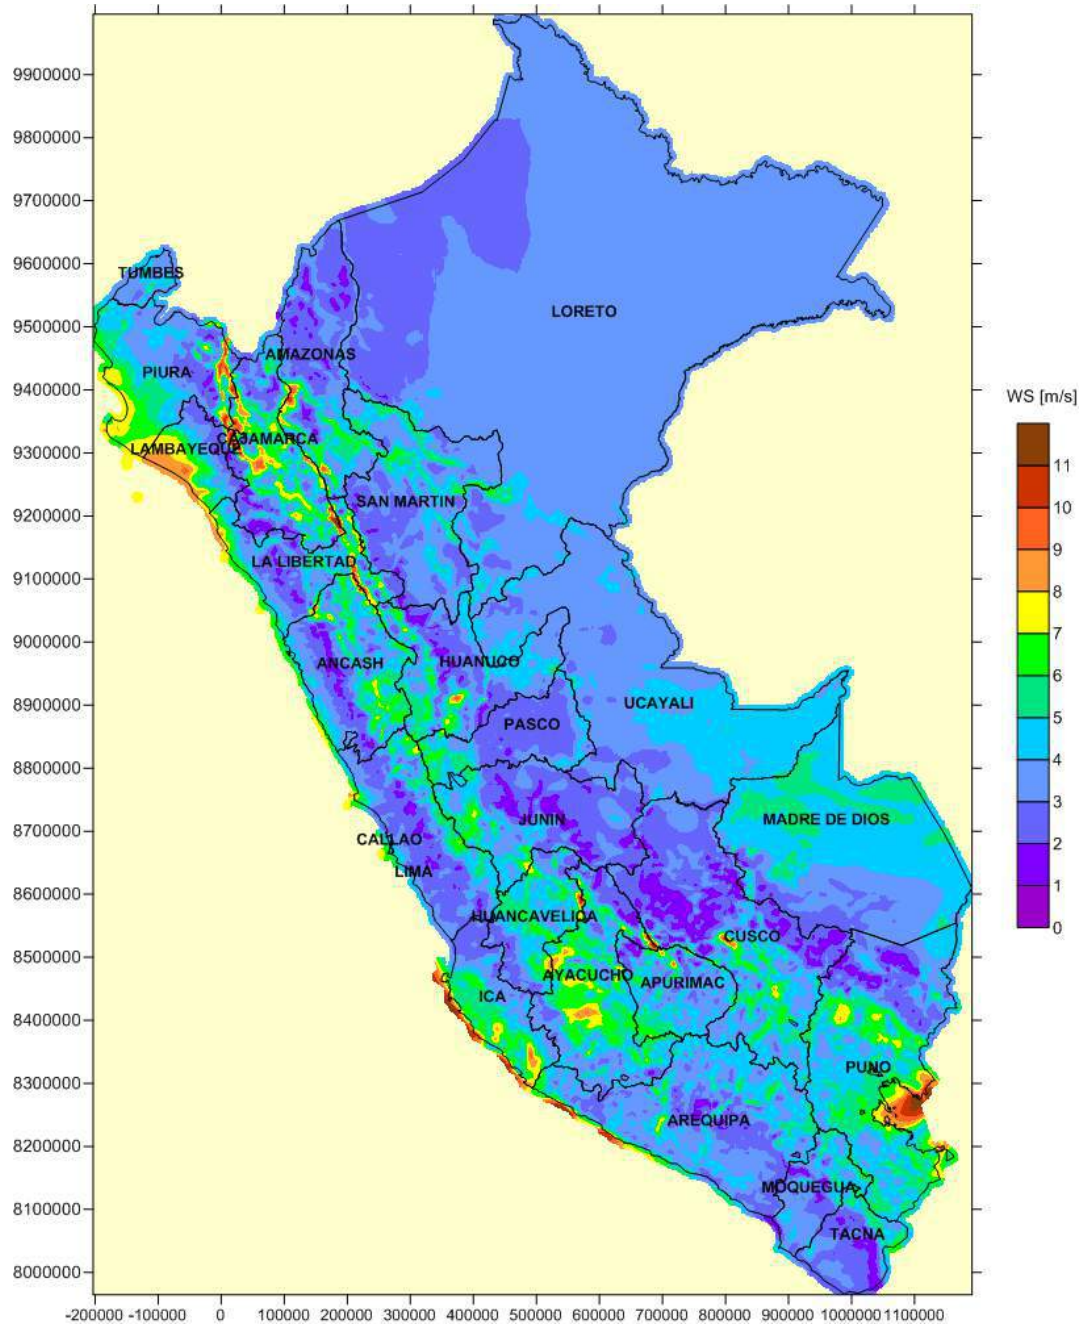 9900000
9800000
9700000
9600000
9500000
9400000
9300000
9200000
9100000
9000000
8900000
8800000
8700000
8600000
8500000
8400000
8300000
8200000
8100000
8000000
TUMBES
LORETO
AMAZONAS
PIURA
CAJAMARCA
LAMBAYEQUE
SAN MARTIN
LA LIBERTAD
ANCASH
HUANUCO
UCAYALI
PASCO
JUNIN
MADRE DE DIOS
CALLAO
LIMA
HUANCAVELICA
CUSCO
AYACUCHO
APURIMAC
ICA
PUNO
AREQUIPA
MOQUEGUA
TACNA
-200000 -100000 0 100000 200000 300000 400000 500000 600000 700000 800000 900000 1000000 1100000
WS [m/s]
11
10
9
8
7
6
5
4
3
2
1
0